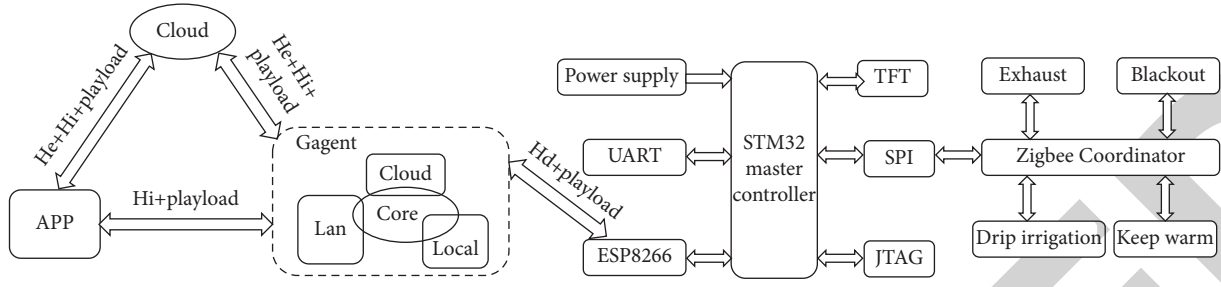 Cloud
He+Hi+playload
He+Hi+
playload
APP
Hi+playload
Gagent
Cloud
Core
Lan
Local
Hd+playload
Power supply
UART
ESP8266
STM32
master
controller
TFT
SPI
JTAG
Exhaust
Blackout
Zigbee Coordinator
Drip irrigation
Keep warm